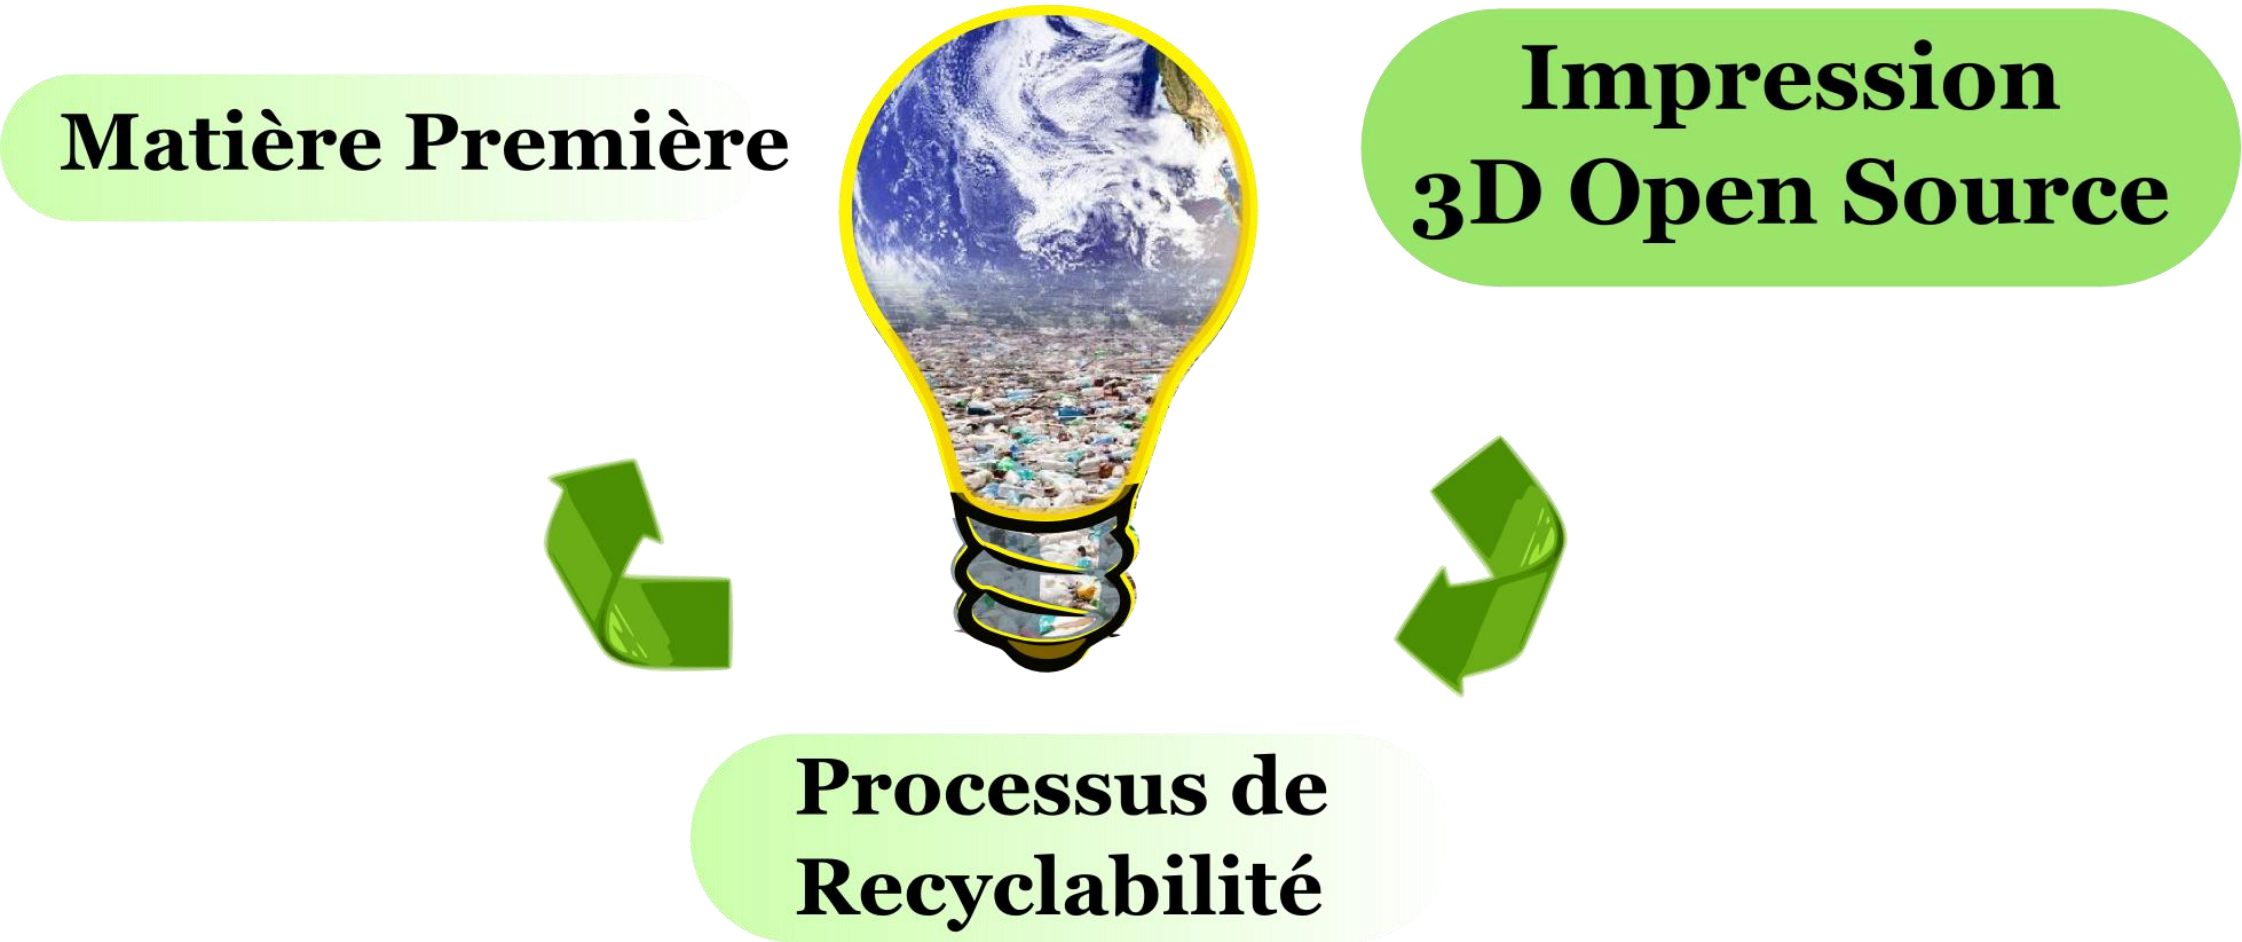 Matière Première
Impression
3D Open Source
Processus de
Recyclabilité